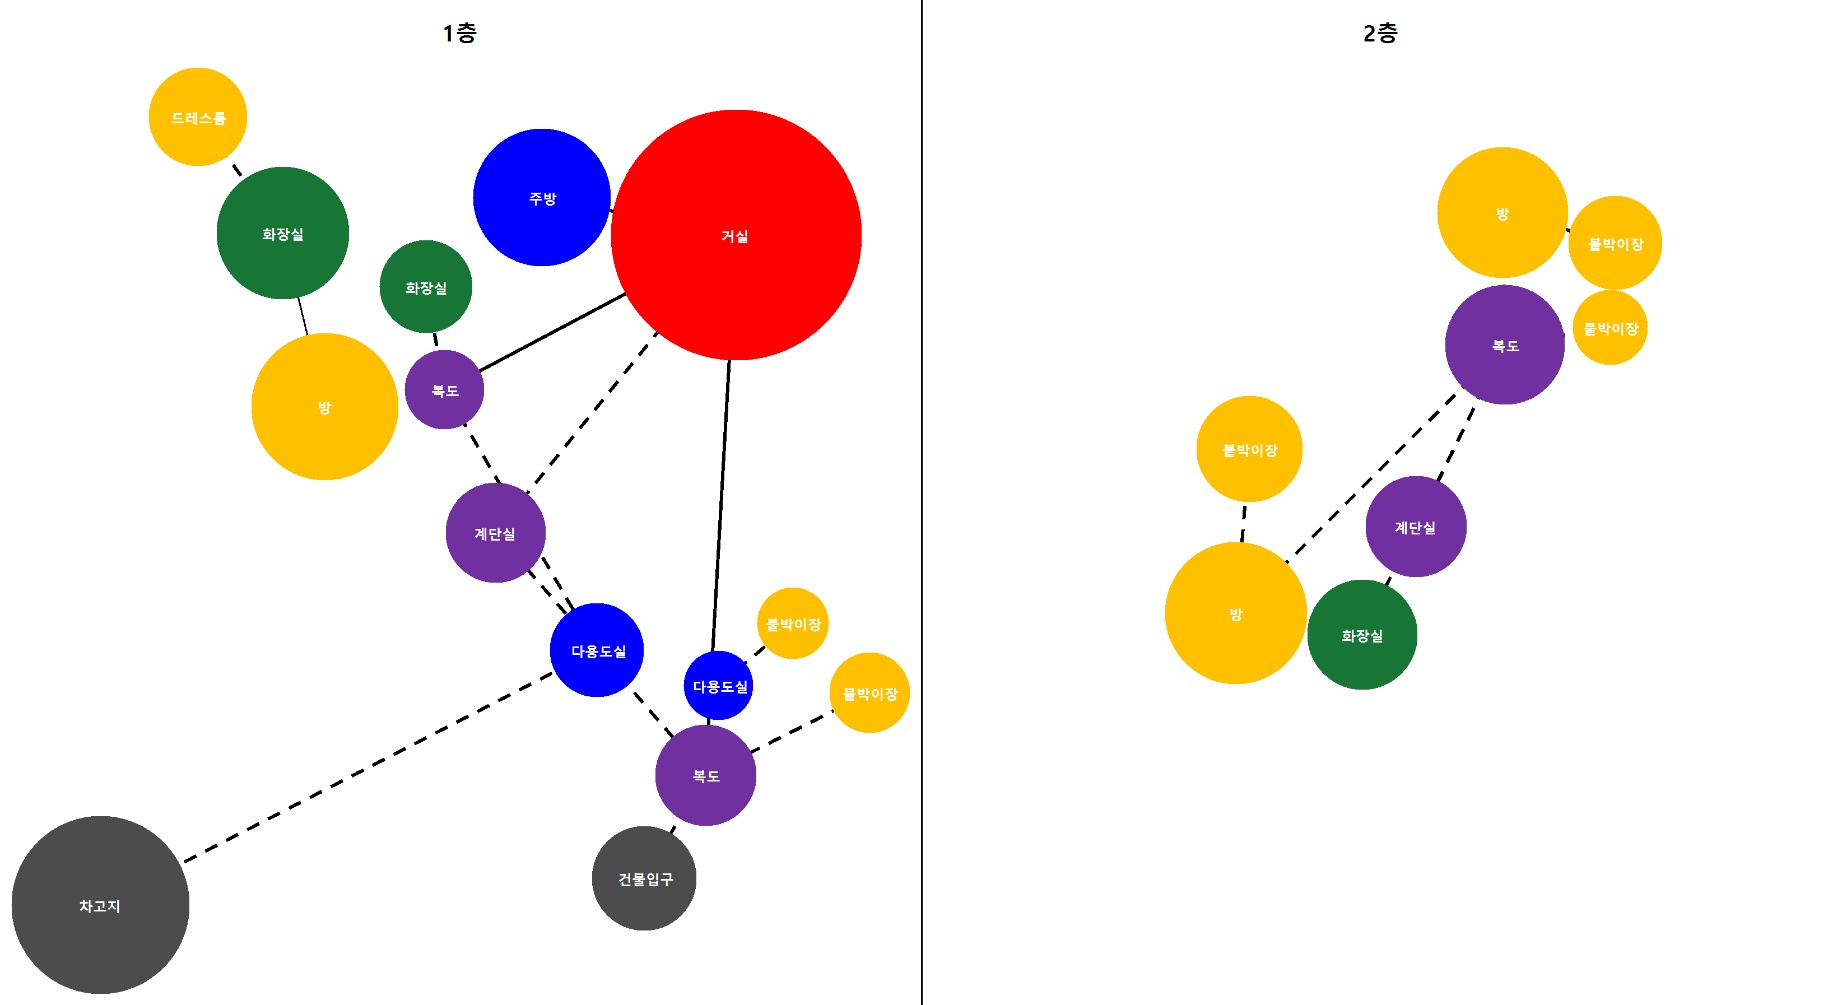 1층
드레스룸
주방
화장실
거실
화장실
복도
방
계단실
붙박이장
다용도실
다용도실
붙박이장
복도
건물입구
차고지
2층
방
붙박이장
붙박이장
복도
붙박이장
계단실
방
화장실